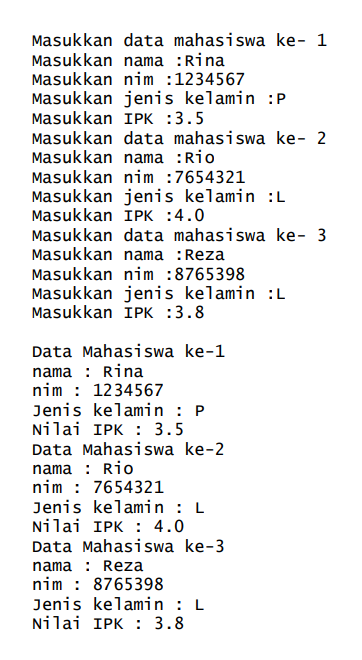 Masukkan data mahasiswa ke- 1
Masukkan nama :Rina
Masukkan nim :1234567
Masukkan jenis kelamin :P
Masukkan IPK :3.5
Masukkan data mahasiswa ke- 2
Masukkan nama :Rio
Masukkan nim :7654321
Masukkan jenis kelamin :L
Masukkan IPK :4.0
Masukkan data mahasiswa ke- 3
Masukkan nama :Reza
Masukkan nim :8765398
Masukkan jenis kelamin :L
Masukkan IPK :3.8

Data Mahasiswa ke-1
nama : Rina
nim : 1234567
Jenis kelamin : P
Nilai IPK : 3.5
Data Mahasiswa ke-2
nama : Rio
nim : 7654321
Jenis kelamin : L
Nilai IPK : 4.0
Data Mahasiswa ke-3
nama : Reza
nim : 8765398
Jenis kelamin : L
Nilai IPK : 3.8